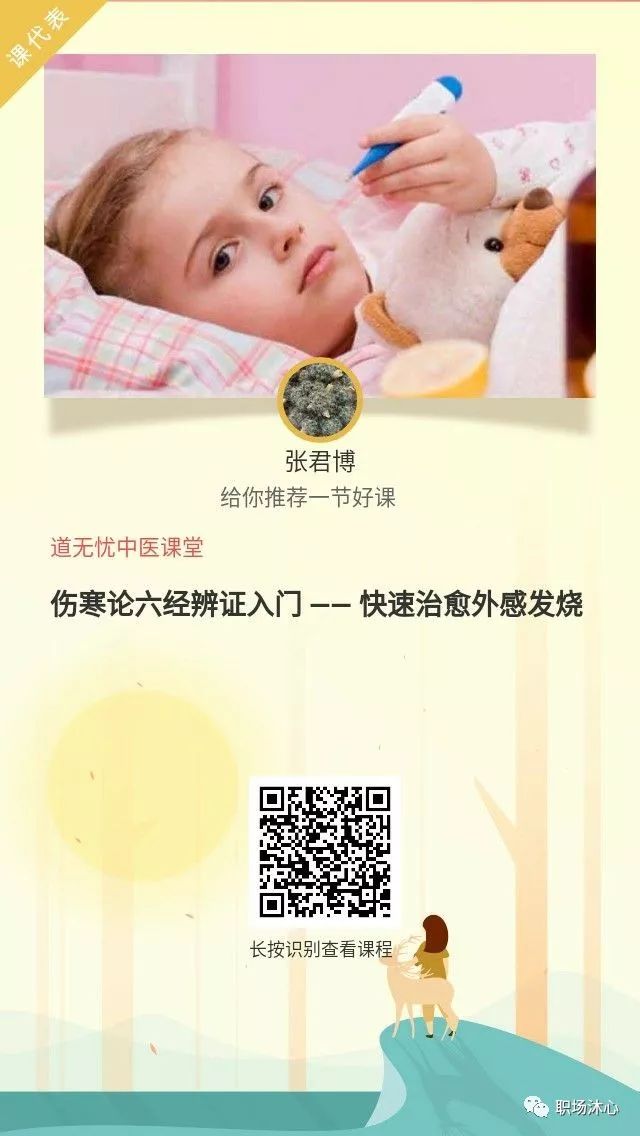 课代表
张君博
给你推荐一节好课
道无忧中医课堂
伤寒论六经辨证入门 —— 快速治愈外感发烧
长按识别查看课程
职场沐心